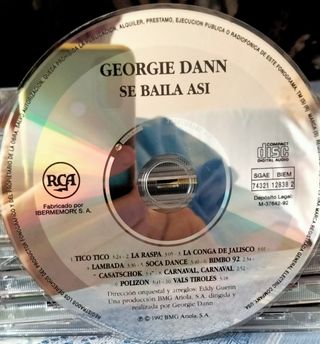 GEORGIE DANN
SE BAILA ASI
RCA
Fabricado por
IBERMEMORY, S. A.
COMPACT
disc
DIGITAL AUDIO
SGAE BIEM
74321 12838 2
Depósito Legal:
M-37642-92
TICO TICO LA RASPA LA CONGA DE JALISCO
LAMBADA SOCA DANCE BIMBO 92
CASATSCHOK CARNAVAL, CARNAVAL
POLIZON VALS TIROLES
Dirección orquestal y arreglos: Eddy Guerin
Una producción BMG Ariola, S.A. dirigida y
realizada por Georgie Dann
℗ © 1992 BMG Ariola, S. A.